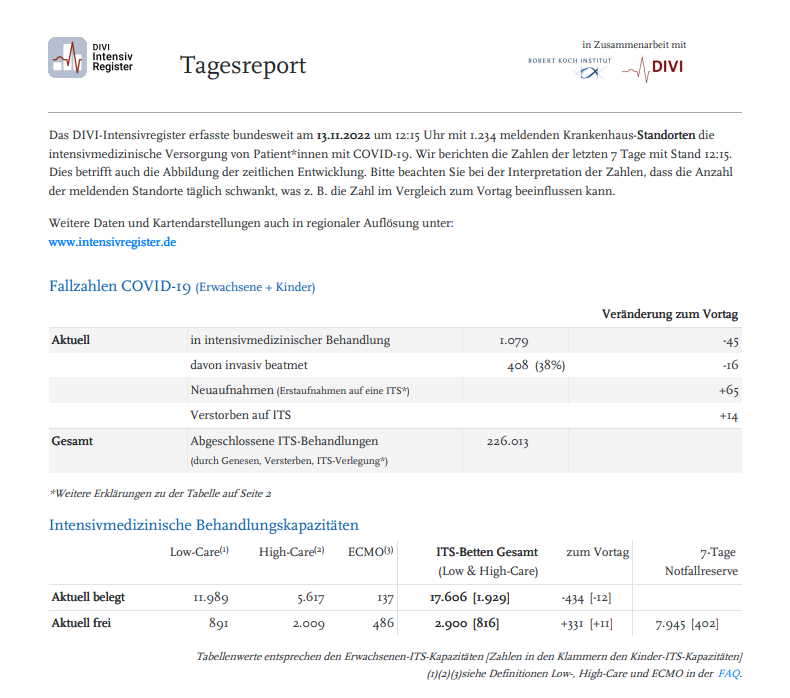 DIVI
Intensiv
Register
Tagesreport
in Zusammenarbeit mit
ROBERT KOCH INSTITUT
DIVI
Das DIVI-Intensivregister erfasste bundesweit am 13.11.2022 um 12:15 Uhr mit 1.234 meldenden Krankenhaus-Standorten die
intensivmedizinische Versorgung von Patient*innen mit COVID-19. Wir berichten die Zahlen der letzten 7 Tage mit Stand 12:15.
Dies betrifft auch die Abbildung der zeitlichen Entwicklung. Bitte beachten Sie bei der Interpretation der Zahlen, dass die Anzahl
der meldenden Standorte täglich schwankt, was z. B. die Zahl im Vergleich zum Vortag beeinflussen kann.
Weitere Daten und Kartendarstellungen auch in regionaler Auflösung unter:
www.intensivregister.de
Fallzahlen COVID-19 (Erwachsene + Kinder)
Veränderung zum Vortag
Aktuell in intensivmedizinischer Behandlung 1.079 -45
davon invasiv beatmet 408 (38%) -16
Neuaufnahmen (Erstaufnahmen auf eine ITS*) +65
Verstorben auf ITS +14
Gesamt Abgeschlossene ITS-Behandlungen 226.013
(durch Genesen, Versterben, ITS-Verlegung*)
*Weitere Erklärungen zu der Tabelle auf Seite 2
Intensivmedizinische Behandlungskapazitäten
Low-Care(1) High-Care(2) ECMO(3) ITS-Betten Gesamt zum Vortag 7-Tage
(Low & High-Care) Notfallreserve
Aktuell belegt 11.989 5.617 137 17.606 [1.929] -434 [-12]
Aktuell frei 891 2.009 486 2.900 [816] +331 [+11] 7.945 [402]
Tabellenwerte entsprechen den Erwachsenen-ITS-Kapazitäten [Zahlen in den Klammern den Kinder-ITS-Kapazitäten]
(1)(2)(3)siehe Definitionen Low-, High-Care und ECMO in der FAQ.